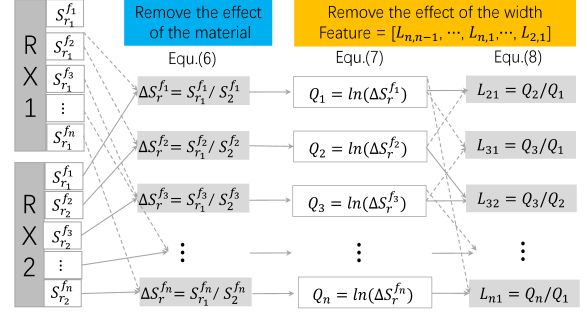 Remove the effect
of the material
Remove the effect of the width
Feature = [L_{n,n−1}, ⋯, L_{n,1}, ⋯, L_{2,1}]
Equ.(6)
Equ.(7)
Equ.(8)
RX1
S_{r_1}^{f_1}
S_{r_1}^{f_2}
S_{r_1}^{f_3}
⋮
S_{r_1}^{f_n}
RX2
S_{r_1}^{f_1}
S_{r_2}^{f_2}
S_{r_2}^{f_3}
⋮
S_{r_2}^{f_n}
ΔS_r^{f_1} = S_{r_1}^{f_1} / S_2^{f_1}
ΔS_r^{f_2} = S_{r_1}^{f_2} / S_2^{f_2}
ΔS_r^{f_3} = S_{r_1}^{f_3} / S_2^{f_3}
⋮
ΔS_r^{f_n} = S_{r_1}^{f_n} / S_2^{f_n}
Q_1 = ln(ΔS_r^{f_1})
Q_2 = ln(ΔS_r^{f_2})
Q_3 = ln(ΔS_r^{f_3})
⋮
Q_n = ln(ΔS_r^{f_n})
L_{21} = Q_2/Q_1
L_{31} = Q_3/Q_1
L_{32} = Q_3/Q_2
⋮
L_{n1} = Q_n/Q_1